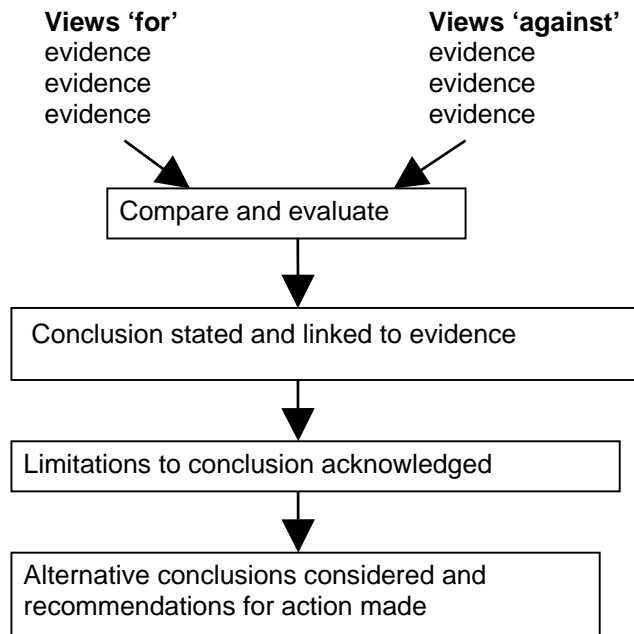 Views ‘for’
evidence
evidence
evidence
Views ‘against’
evidence
evidence
evidence
Compare and evaluate
Conclusion stated and linked to evidence
Limitations to conclusion acknowledged
Alternative conclusions considered and
recommendations for action made